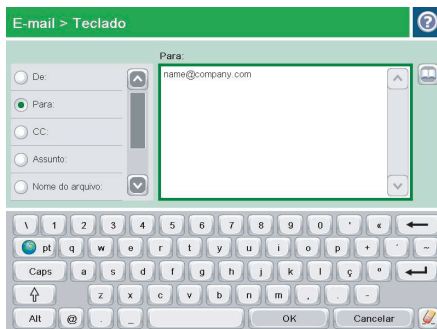 E-mail > Teclado
?
Para:
De:
name@company.com
Para:
CC:
Assunto:
Nome do arquivo:
\ 1 2 3 4 5 6 7 8 9 0 ' «
pt q w e r t y u i o p + ´ ~
Caps a s d f g h j k l ç º
z x c v b n m , . -
Alt @ . _ OK Cancelar